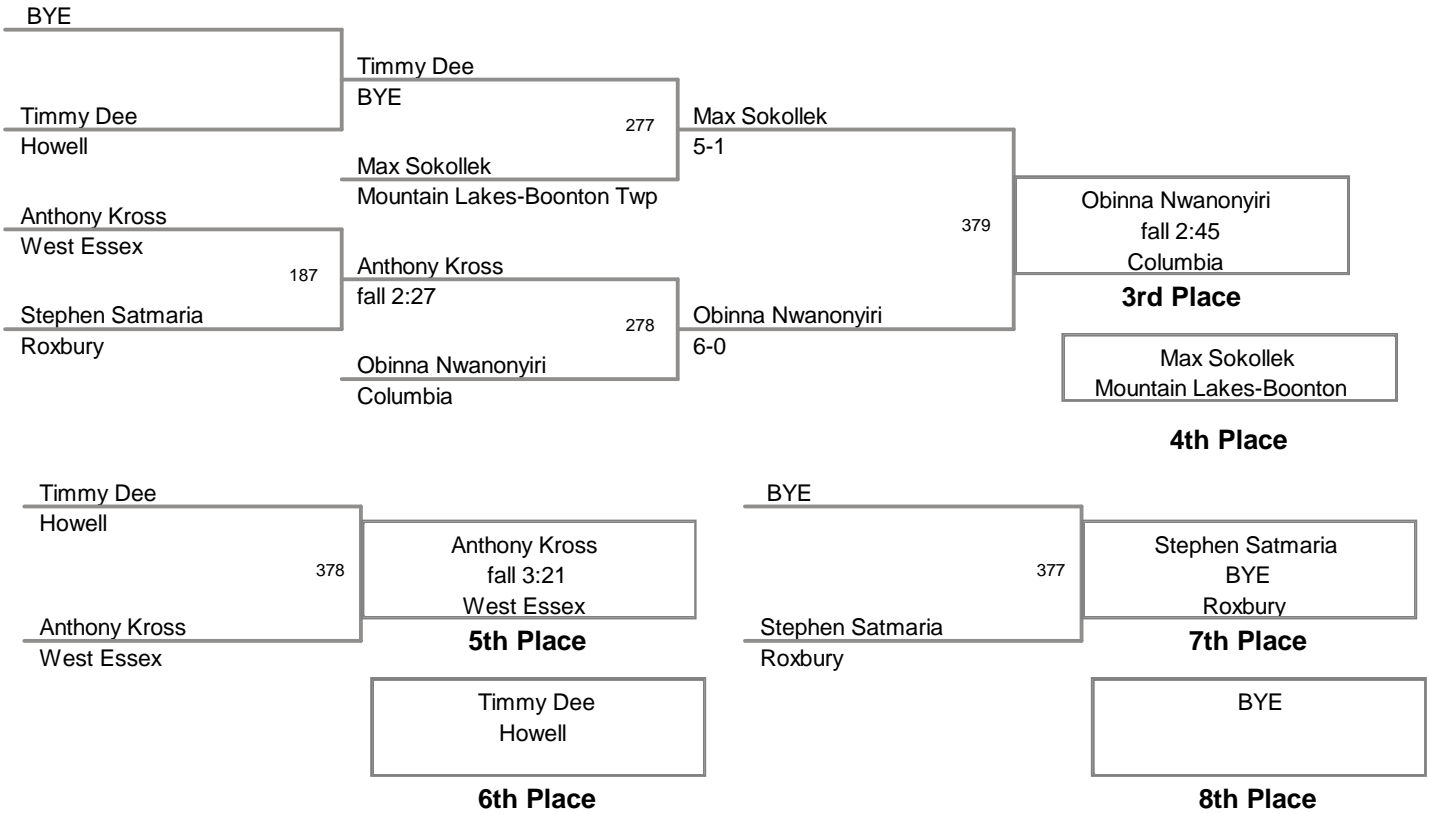 BYE
Timmy Dee
BYE
Timmy Dee
Howell
277
Max Sokollek
5-1
Max Sokollek
Mountain Lakes-Boonton Twp
Anthony Kross
West Essex
379
Obinna Nwanonyiri
fall 2:45
Columbia
3rd Place
187
Anthony Kross
fall 2:27
Stephen Satmaria
Roxbury
278
Obinna Nwanonyiri
6-0
Obinna Nwanonyiri
Columbia
Max Sokollek
Mountain Lakes-Boonton
4th Place
Timmy Dee
Howell
378
Anthony Kross
fall 3:21
West Essex
Anthony Kross
West Essex
5th Place
Timmy Dee
Howell
6th Place
BYE
377
Stephen Satmaria
BYE
Roxbury
Stephen Satmaria
Roxbury
7th Place
BYE
8th Place